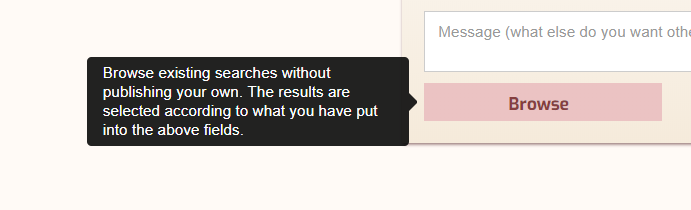 Message (what else do you want othe
Browse existing searches without
publishing your own. The results are
selected according to what you have put
into the above fields.
Browse